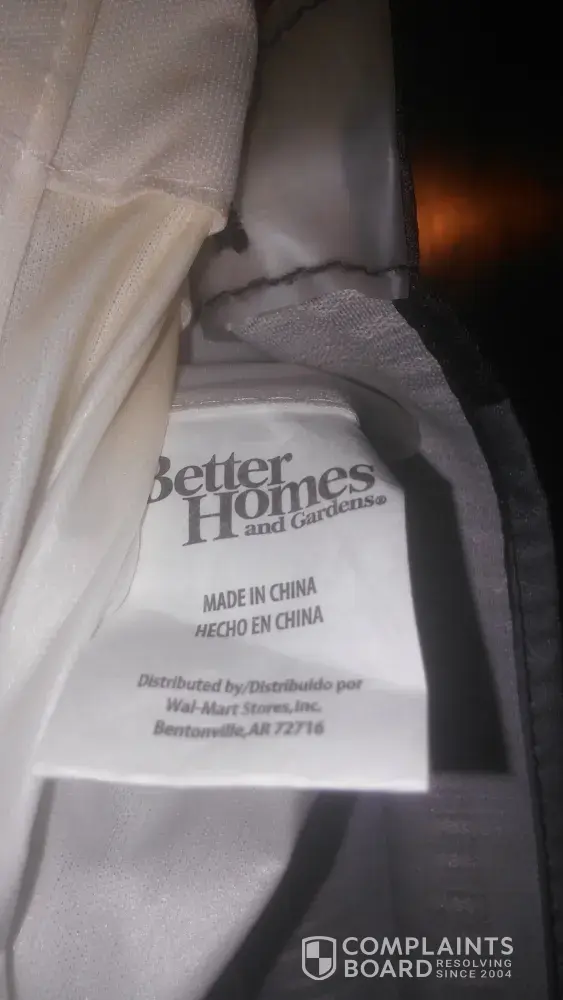 Better
Homes
and Gardens®
MADE IN CHINA
HECHO EN CHINA
Distributed by/Distribuido por
Wal-Mart Stores, Inc.
Bentonville, AR 72716
COMPLAINTS
BOARD RESOLVING
SINCE 2004